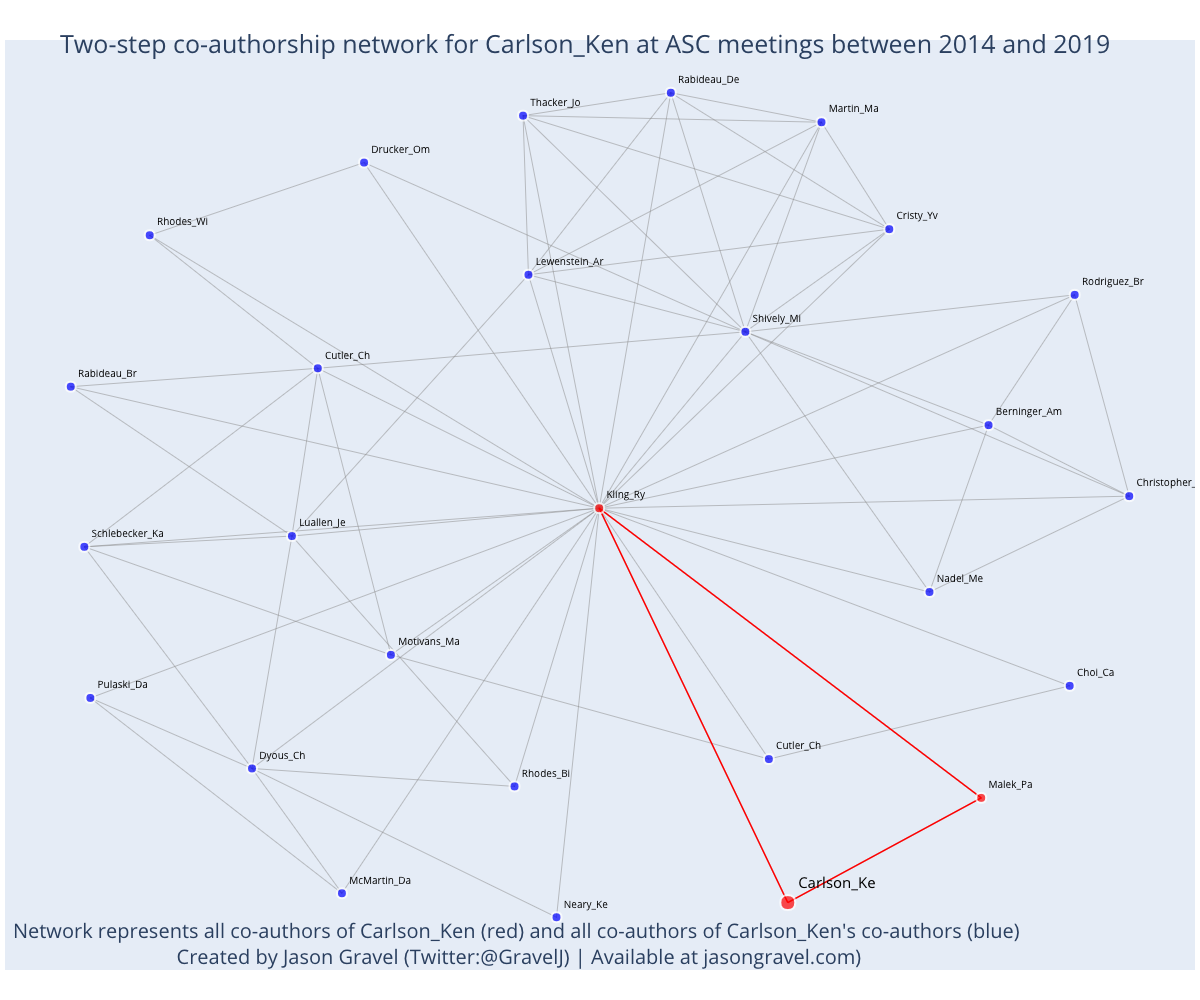 Two-step co-authorship network for Carlson_Ken at ASC meetings between 2014 and 2019
Rabideau_De
Thacker_Jo
Martin_Ma
Drucker_Om
Rhodes_Wi
Cristy_Yv
Lewenstein_Ar
Rodriguez_Br
Shively_Mi
Cutler_Ch
Rabideau_Br
Berninger_Am
Christopher_
Kling_Ry
Luallen_Je
Schlebecker_Ka
Nadel_Me
Motivans_Ma
Choi_Ca
Pulaski_Da
Cutler_Ch
Dyous_Ch
Rhodes_Bi
Malek_Pa
McMartin_Da
Carlson_Ke
Neary_Ke
Network represents all co-authors of Carlson_Ken (red) and all co-authors of Carlson_Ken's co-authors (blue)
Created by Jason Gravel (Twitter:@GravelJ) | Available at jasongravel.com)